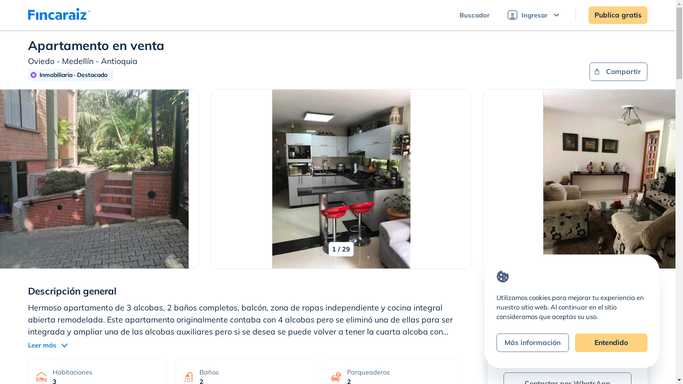 Fincaraiz
Buscador
Ingresar
Publica gratis
Apartamento en venta
Oviedo - Medellín - Antioquia
Inmobiliaria · Destacado
Compartir
1 / 29
Descripción general
Hermoso apartamento de 3 alcobas, 2 baños completos, balcón, zona de ropas independiente y cocina integral
abierta remodelada. Este apartamento originalmente contaba con 4 alcobas pero se eliminó una de ellas para ser
integrada y ampliar una de las alcobas auxiliares pero si se desea se puede volver a tener la cuarta alcoba con...
Leer más
Habitaciones
3
Baños
2
Parqueaderos
2
Utilizamos cookies para mejorar tu experiencia en
nuestro sitio web. Al continuar en el sitio
consideramos que aceptas su uso.
Más información
Entendido
Contactar por WhatsApp